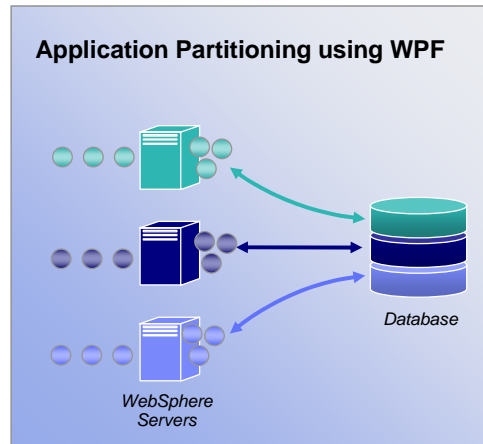 Application Partitioning using WPF
Database
WebSphere
Servers